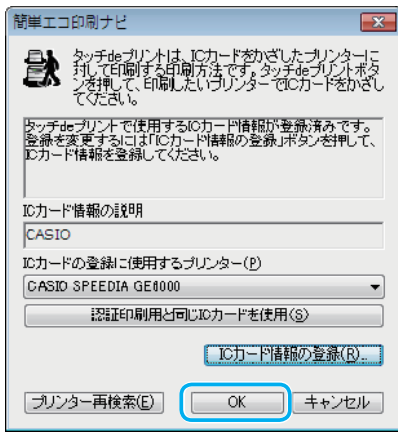 簡単エコ印刷ナビ
タッチdeプリントは、ICカードをかざしたプリンターに
対して印刷する印刷方法です。タッチdeプリントボタ
ンを押して、印刷したいプリンターでICカードをかざし
てください。
タッチdeプリントで使用するICカード情報が登録済みです。
登録を変更するには「ICカード情報の登録」ボタンを押して、
ICカード情報を登録してください。
ICカード情報の説明
CASIO
ICカードの登録に使用するプリンター(P)
CASIO SPEEDIA GE6000
認証印刷用と同じICカードを使用(S)
ICカード情報の登録(R)...
プリンター再検索(E) OK キャンセル